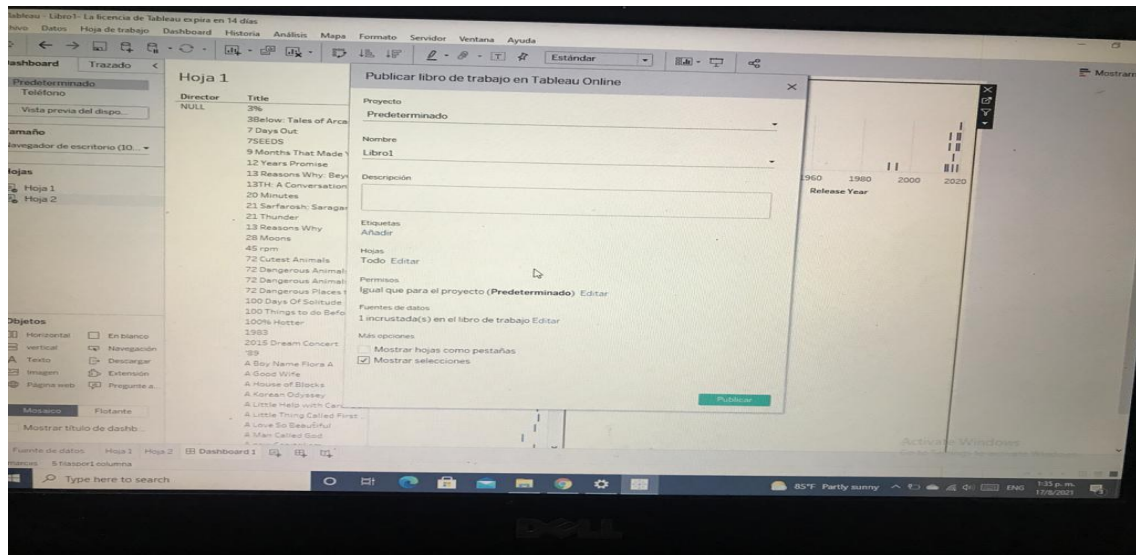 Tableau - Libro1 - La licencia de Tableau expira en 14 días
Datos Hoja de trabajo Dashboard Historia Análisis Mapa Formato Servidor Ventana Ayuda
Estándar
Dashboard Trazado
Mostrar
Predeterminado
Teléfono
Vista previa del dispo...
Tamaño
Navegador de escritorio (10...
Hojas
Hoja 1
Hoja 2
Objetos
Horizontal En blanco
Vertical Navegación
Texto Descargar
Imagen Extensión
Página web Pregunte a...
Mosaico Flotante
Mostrar título de dashb...
Hoja 1
Director Title
NULL 3%
3Below: Tales of Arca
7 Days Out
7SEEDS
9 Months That Made
12 Years Promise
13 Reasons Why: Bey
13TH: A Conversation
20 Minutes
21 Sarfarosh: Saragar
21 Thunder
13 Reasons Why
28 Moons
45 rpm
72 Cutest Animals
72 Dangerous Animal
72 Dangerous Animal
72 Dangerous Places t
100 Days Of Solitude
100 Things to do Befo
100% Hotter
1983
2015 Dream Concert
'89
A Boy Name Flora A
A Good Wife
A House of Blocks
A Korean Odyssey
A Little Help with Car
A Little Thing Called First...
A Love So Beautiful
A Man Called God
Publicar libro de trabajo en Tableau Online
Proyecto
Predeterminado
Nombre
Libro1
Descripción
Etiquetas
Añadir
Hojas
Todo Editar
Permisos
Igual que para el proyecto (Predeterminado) Editar
Fuentes de datos
1 incrustada(s) en el libro de trabajo Editar
Más opciones
Mostrar hojas como pestañas
Mostrar selecciones
Publicar
1960 1980 2000 2020
Release Year
Activate Windows
Fuente de datos Hoja 1 Hoja 2 Dashboard 1
Type here to search
85°F Partly sunny ENG 1:35 p. m.
17/8/2021
DELL